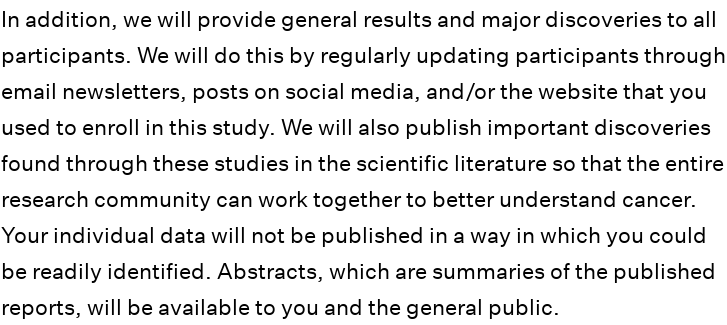 In addition, we will provide general results and major discoveries to all
participants. We will do this by regularly updating participants through
email newsletters, posts on social media, and/or the website that you
used to enroll in this study. We will also publish important discoveries
found through these studies in the scientific literature so that the entire
research community can work together to better understand cancer.
Your individual data will not be published in a way in which you could
be readily identified. Abstracts, which are summaries of the published
reports, will be available to you and the general public.